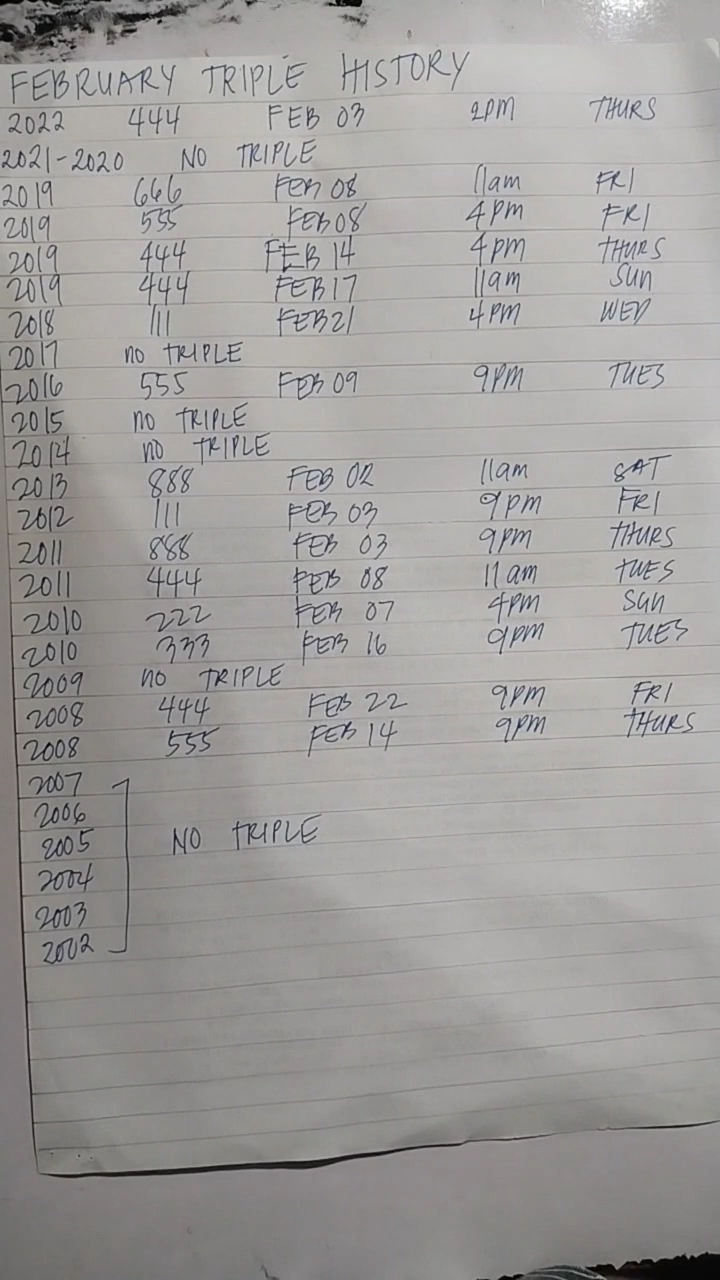 FEBRUARY TRIPLE HISTORY
2022 444 FEB 03 2PM THURS
2021-2020 NO TRIPLE
2019 666 FEB 08 11am FRI
2019 555 FEB 08 4PM FRI
2019 444 FEB 14 4PM THURS
2019 444 FEB 17 11am SUN
2018 111 FEB 21 4PM WED
2017 no TRIPLE
2016 555 FEB 09 9PM TUES
2015 no TRIPLE
2014 no TRIPLE
2013 888 FEB 02 11am SAT
2012 111 FEB 03 9pm FRI
2011 888 FEB 03 9pm THURS
2011 444 FEB 08 11am TUES
2010 222 FEB 07 4pm SUN
2010 333 FEB 16 9pm TUES
2009 no TRIPLE
2008 444 FEB 22 9pm FRI
2008 555 FEB 14 9pm THURS
2007
2006
2005 NO TRIPLE
2004
2003
2002